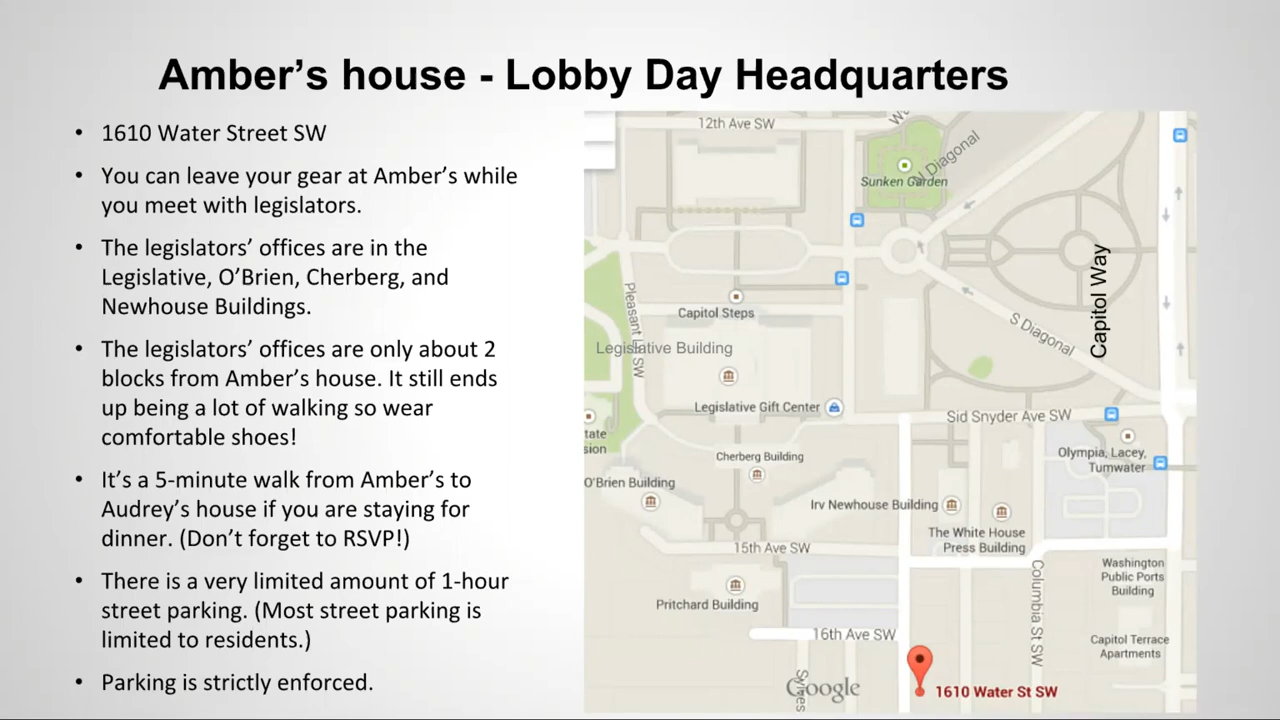 Amber’s house - Lobby Day Headquarters
• 1610 Water Street SW
• You can leave your gear at Amber’s while
you meet with legislators.
• The legislators’ offices are in the
Legislative, O’Brien, Cherberg, and
Newhouse Buildings.
• The legislators’ offices are only about 2
blocks from Amber’s house. It still ends
up being a lot of walking so wear
comfortable shoes!
• It’s a 5-minute walk from Amber’s to
Audrey’s house if you are staying for
dinner. (Don’t forget to RSVP!)
• There is a very limited amount of 1-hour
street parking. (Most street parking is
limited to residents.)
• Parking is strictly enforced.
12th Ave SW
Sunken Garden
Diagonal
Capitol Way
Pleasant Ln SW
Capitol Steps
S Diagonal
Legislative Building
Legislative Gift Center
Sid Snyder Ave SW
tate
sion
Cherberg Building
Olympia, Lacey,
Tumwater
O'Brien Building
Irv Newhouse Building
The White House
Press Building
15th Ave SW
Columbia St SW
Washington
Public Ports
Building
Pritchard Building
16th Ave SW
Capitol Terrace
Apartments
Google
1610 Water St SW